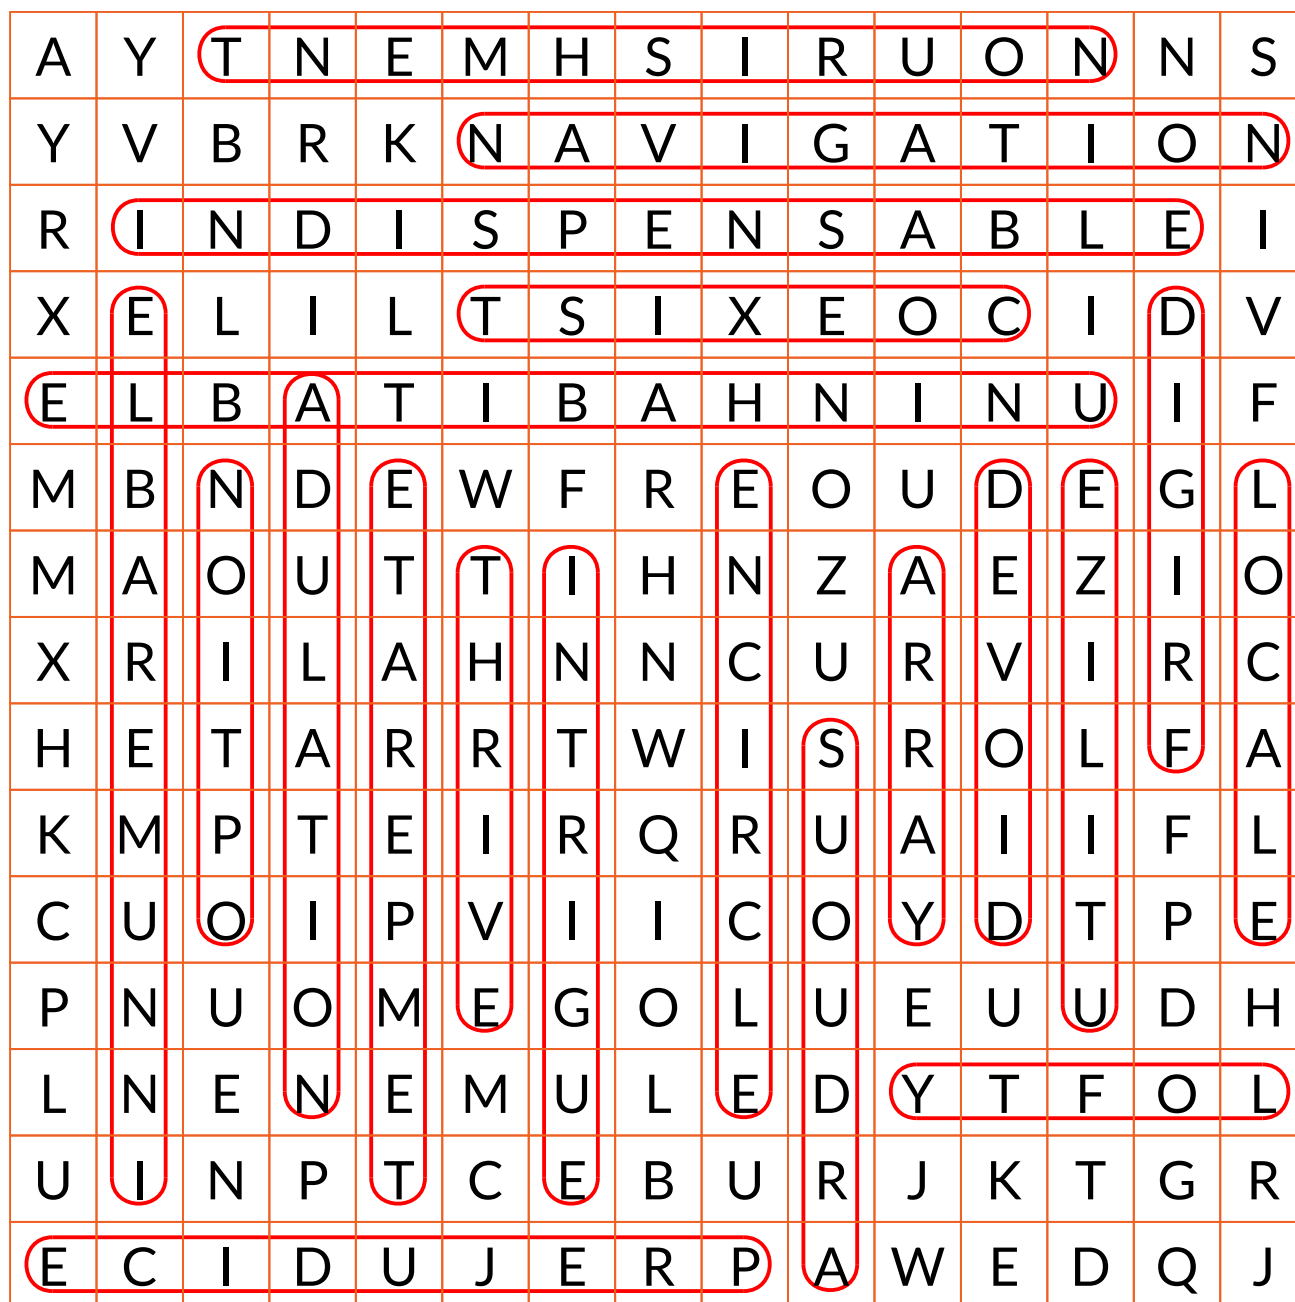 A Y T N E M H S I R U O N N S
Y V B R K N A V I G A T I O N
R I N D I S P E N S A B L E I
X E L I L T S I X E O C I D V
E L B A T I B A H N I N U I F
M B N D E W F R E O U D E G L
M A O U T T I H N Z A E Z I O
X R I L A H N N C U R V I R C
H E T A R R T W I S R O L F A
K M P T E I R Q R U A I I F L
C U O I P V I I C O Y D T P E
P N U O M E G O L U E U U D H
L N E N E M U L E D Y T F O L
U I N P T C E B U R J K T G R
E C I D U J E R P A W E D Q J